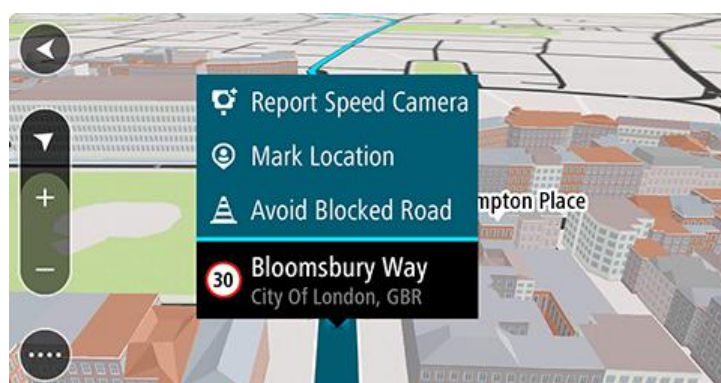 Report Speed Camera
Mark Location
Avoid Blocked Road
mpton Place
30
Bloomsbury Way
City Of London, GBR